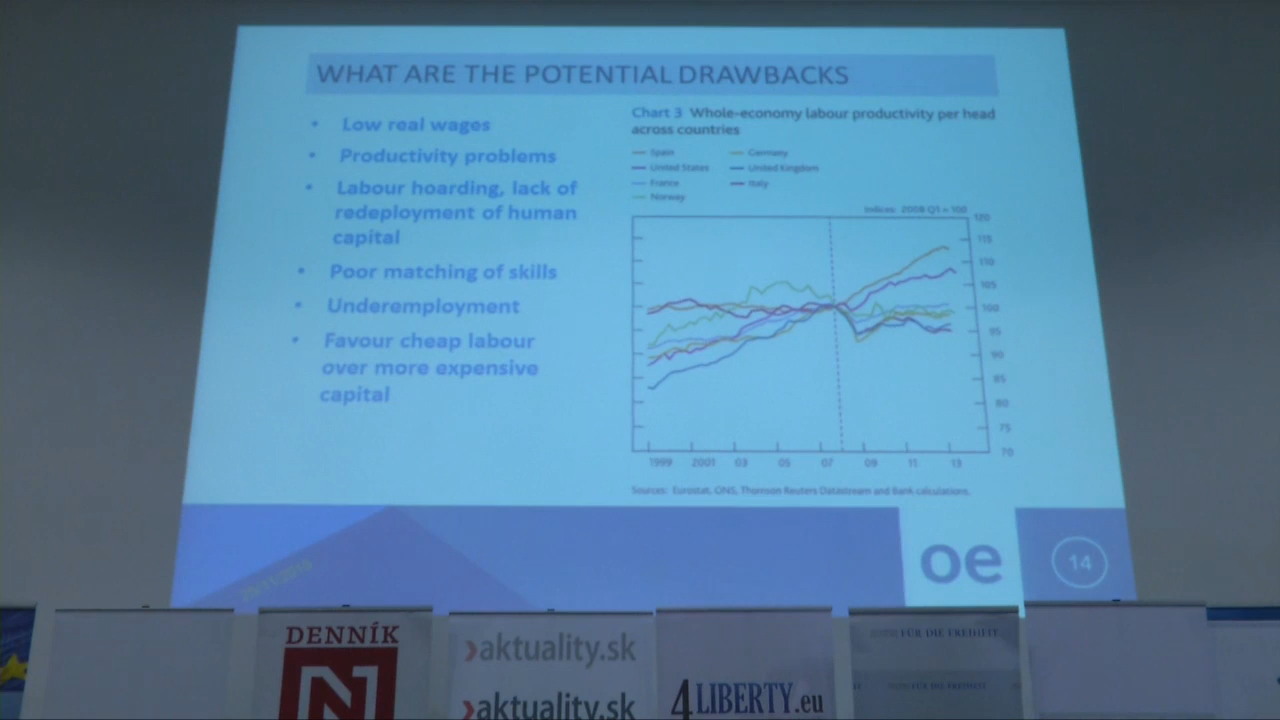 WHAT ARE THE POTENTIAL DRAWBACKS
• Low real wages
• Productivity problems
• Labour hoarding, lack of
redeployment of human
capital
• Poor matching of skills
• Underemployment
• Favour cheap labour
over more expensive
capital
Chart 3 Whole-economy labour productivity per head
across countries
Spain Germany
United States United Kingdom
France Italy
Norway
Indices: 2008 Q1 = 100
120
115
110
105
100
95
90
85
80
75
70
1999 2001 03 05 07 09 11 13
Sources: Eurostat, ONS, Thomson Reuters Datastream and Bank calculations.
oe
14
DENNÍK
N
aktuality.sk
aktuality.sk
4LIBERTY.eu
FÜR DIE FREIHEIT
FÜR DIE FREIHEIT